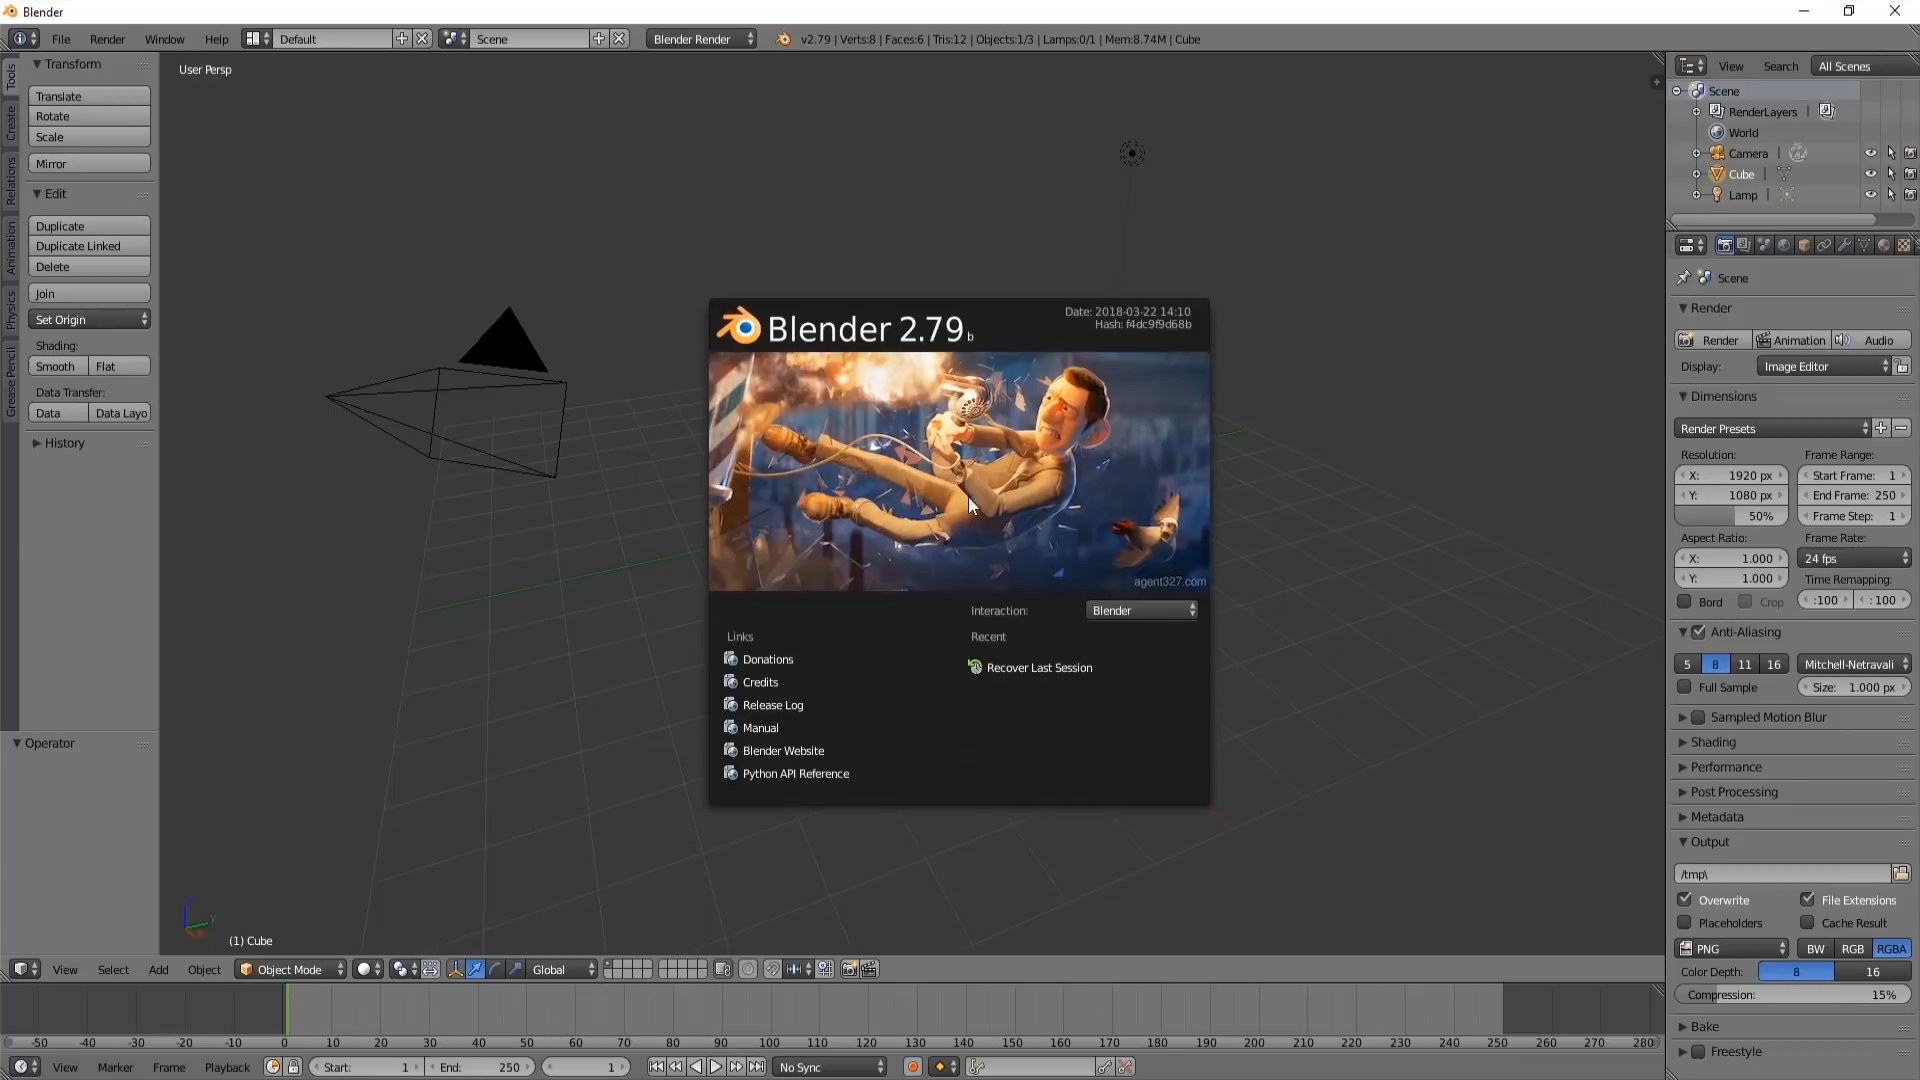 Blender
File Render Window Help Default Scene Blender Render v2.79 | Verts:8 | Faces:6 | Tris:12 | Objects:1/3 | Lamps:0/1 | Mem:8.74M | Cube
Tools
Create
Relations
Animation
Physics
Grease Pencil
Transform
Translate
Rotate
Scale
Mirror
Edit
Duplicate
Duplicate Linked
Delete
Join
Set Origin
Shading:
Smooth Flat
Data Transfer:
Data Data Layo
History
Operator
User Persp
Blender 2.79 b
Date: 2018-03-22 14:10
Hash: f4dc9f9d68b
agent327.com
Interaction: Blender
Links Recent
Donations Recover Last Session
Credits
Release Log
Manual
Blender Website
Python API Reference
y
(1) Cube
View Select Add Object Object Mode Global
-50 -40 -30 -20 -10 0 10 20 30 40 50 60 70 80 90 100 110 120 130 140 150 160 170 180 190 200 210 220 230 240 250 260 270 280
View Marker Frame Playback Start: 1 End: 250 1 No Sync
View Search All Scenes
Scene
RenderLayers |
World
Camera |
Cube |
Lamp |
Scene
Render
Render Animation Audio
Display: Image Editor
Dimensions
Render Presets
Resolution: Frame Range:
X: 1920 px Start Frame: 1
Y: 1080 px End Frame: 250
50% Frame Step: 1
Aspect Ratio: Frame Rate:
X: 1.000 24 fps
Y: 1.000 Time Remapping:
Bord Crop :100 : 100
Anti-Aliasing
5 8 11 16 Mitchell-Netravali
Full Sample Size: 1.000 px
Sampled Motion Blur
Shading
Performance
Post Processing
Metadata
Output
/tmp\
Overwrite File Extensions
Placeholders Cache Result
PNG BW RGB RGBA
Color Depth: 8 16
Compression: 15%
Bake
Freestyle